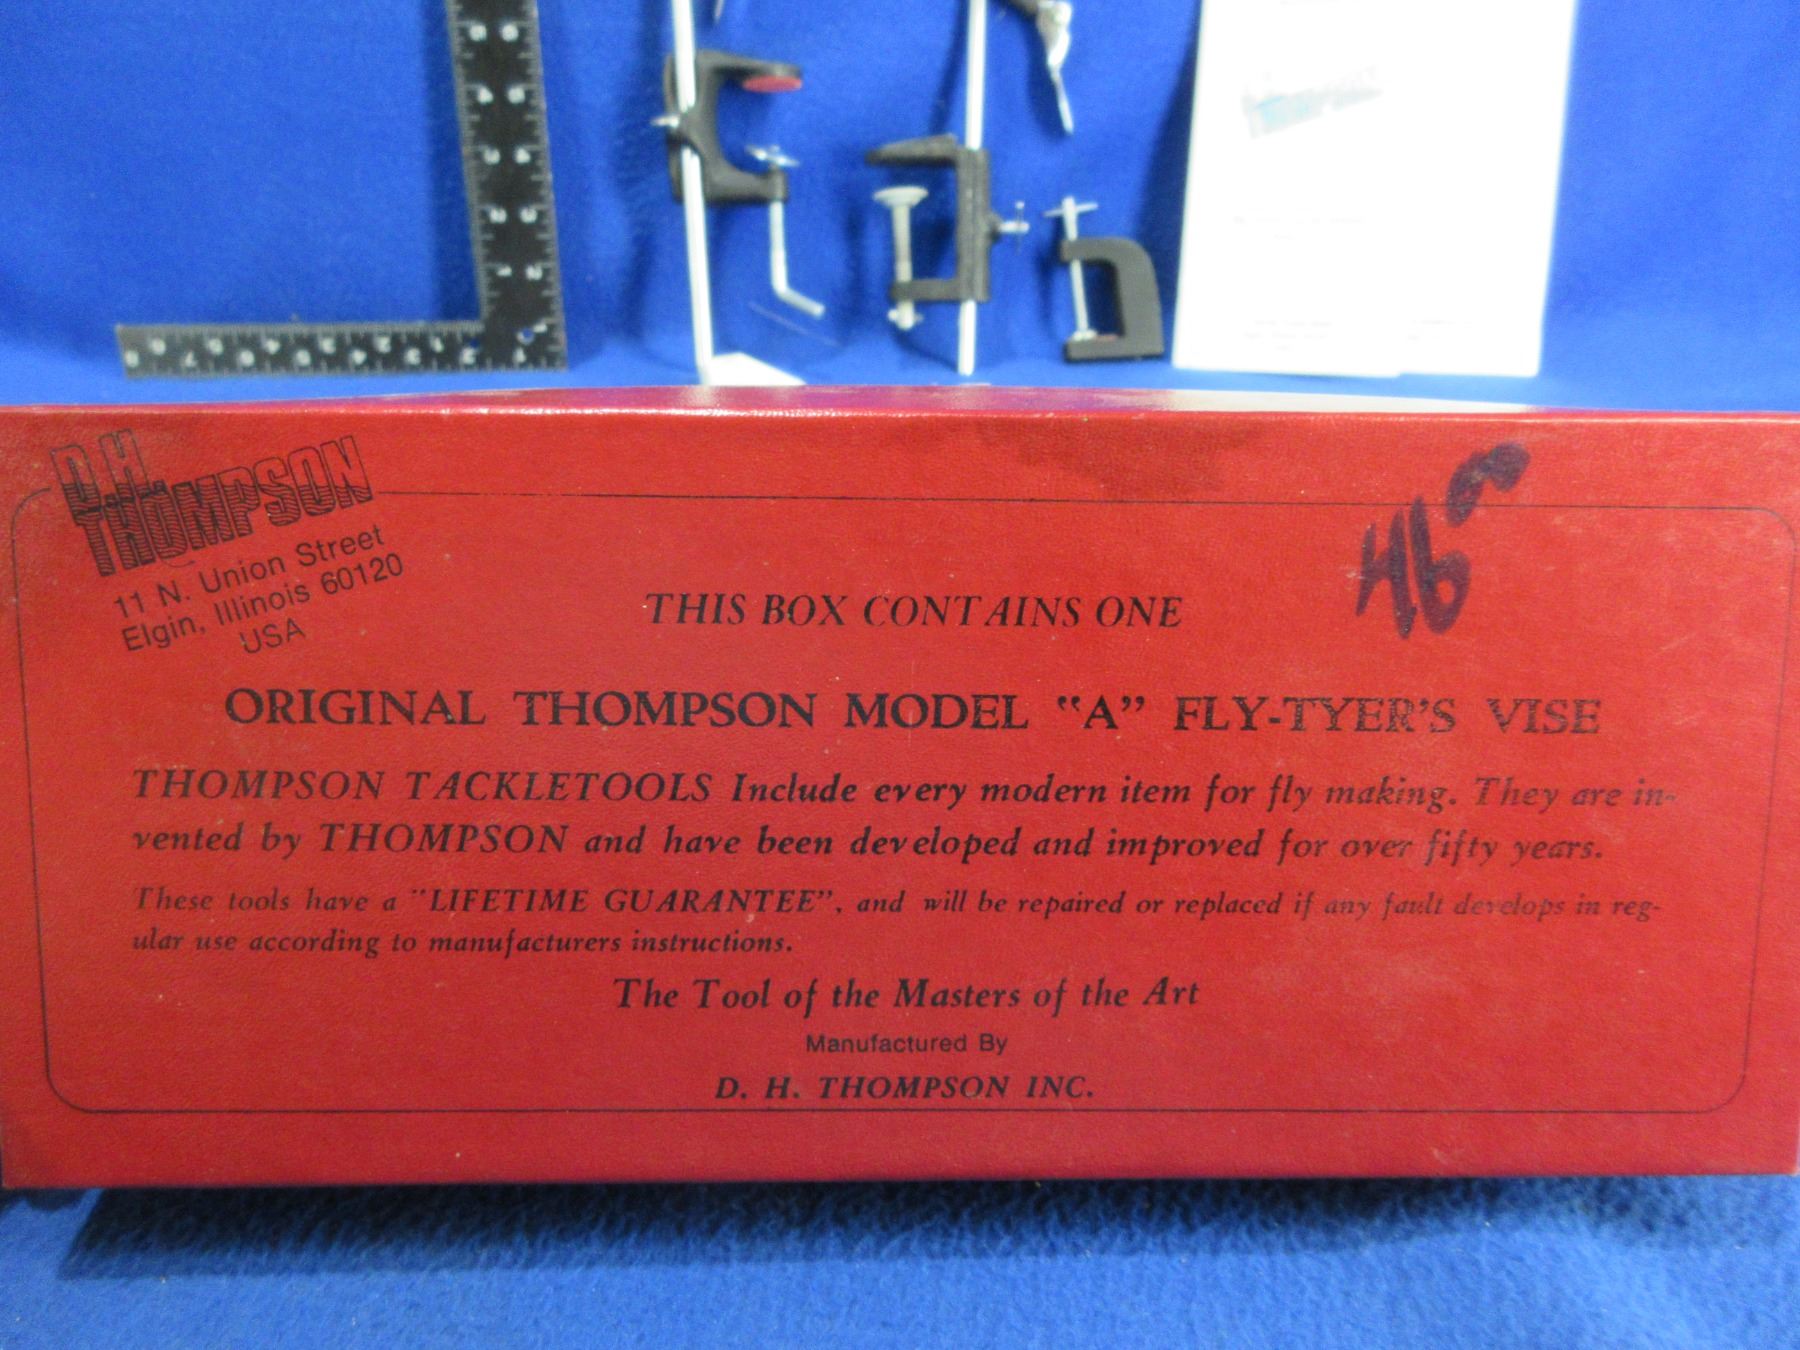 D.H.
THOMPSON
11 N. Union Street
Elgin, Illinois 60120
USA
46 00
THIS BOX CONTAINS ONE
ORIGINAL THOMPSON MODEL “A” FLY-TYER'S VISE
THOMPSON TACKLETOOLS Include every modern item for fly making. They are in-
vented by THOMPSON and have been developed and improved for over fifty years.
These tools have a "LIFETIME GUARANTEE", and will be repaired or replaced if any fault develops in reg-
ular use according to manufacturers instructions.
The Tool of the Masters of the Art
Manufactured By
D. H. THOMPSON INC.